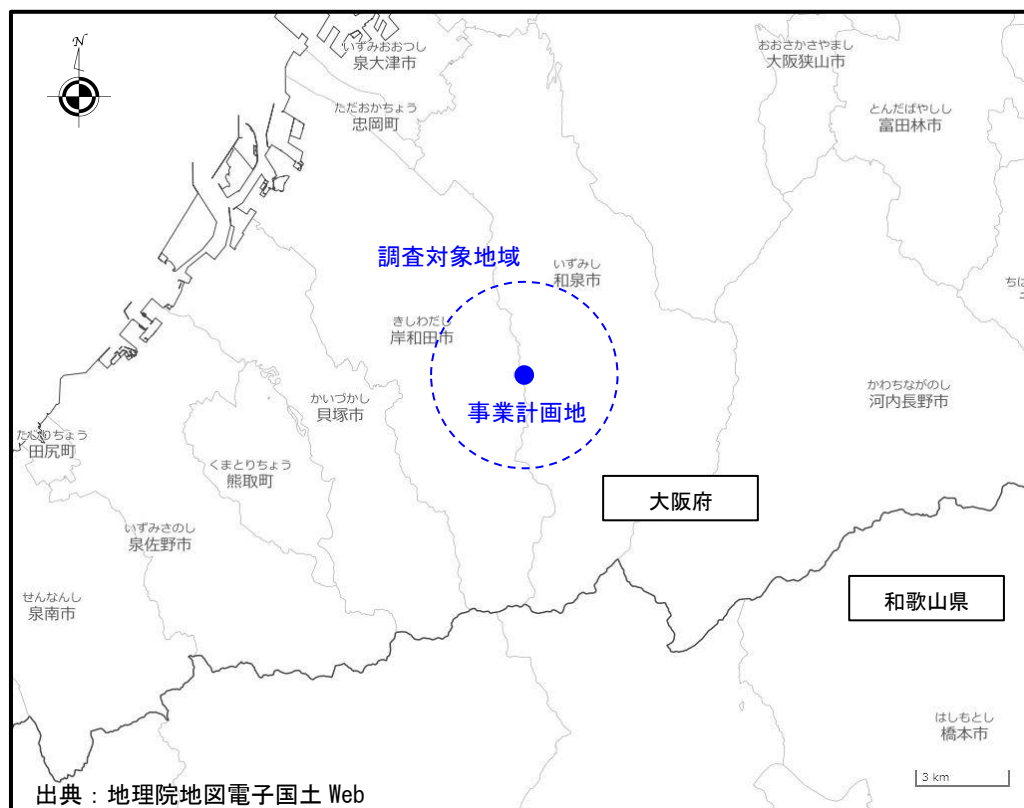 N
いずみおおつし
泉大津市
おおさかさやまし
大阪狭山市
ただおかちょう
忠岡町
とんだばやしし
富田林市
調査対象地域
いずみし
和泉市
きしわだし
岸和田市
事業計画地
かいづかし
貝塚市
かわちながのし
河内長野市
たじりちょう
田尻町
くまとりちょう
熊取町
大阪府
いずみさのし
泉佐野市
せんなんし
泉南市
和歌山県
はしもとし
橋本市
3 km
出典：地理院地図電子国土 Web